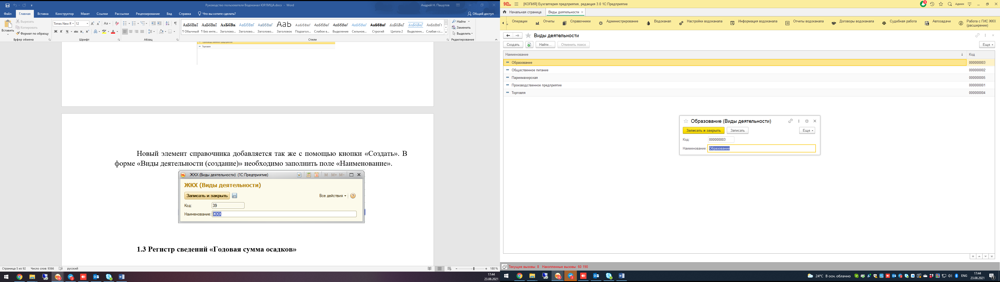 Руководство пользователя Водоканал ЮРЛИЦА.docx - Word
Андрей Н. Пашутов
Файл Главная Вставка Конструктор Макет Ссылки Рассылки Рецензирование Вид Справка Что вы хотите сделать? Общий доступ
Вставить
Вырезать
Копировать
Формат по образцу
Буфер обмена
Times New R 12
Шрифт
Абзац
АаБбВвГ АаБбВвГ АаБбВв АаБбВвГ АаБбВвГ АаБ АаБбВвГ АаБбВвГ АаБбВвГ АаБбВвГ АаБбВвГ АаБбВвГ АаБбВвГ АаБбВвГ
¶ Обычный ¶ Без инте... Заголово... Заголово... Заголово... Заголовок Подзагол... Слабое в... Выделение Сильное... Строгий Цитата 2 Выделенн... Слабая сс...
Стили
Найти
Заменить
Выделить
Редактирование
Производственное предприятие
Торговля
Новый элемент справочника добавляется так же с помощью кнопки «Создать». В
форме «Виды деятельности (создание)» необходимо заполнить поле «Наименование».
ЖКХ (Виды деятельности) (1С:Предприятие)
M M+ M-
ЖКХ (Виды деятельности)
Записать и закрыть
Все действия
Код: 39
Наименование: ЖКХ
1.3 Регистр сведений «Годовая сумма осадков»
Страница 5 из 92 Число слов: 9366 русский
180 %
17:44
23.08.2021
[КОПИЯ] Бухгалтерия предприятия, редакция 3.0 1С:Предприятие
3
Админ
Начальная страница Виды деятельности
Операции Отчеты Справочники Администрирование Водоканал Настройки водоканала Информация водоканала Отчеты водоканала Договоры водоканала Судебная работа Автозадачи Работа с ГИС ЖКХ
(расширение)
Виды деятельности
Создать Найти... Отменить поиск Еще
Наименование Код
Образование 000000003
Общественное питание 000000002
Парикмахерская 000000005
Производственное предприятие 000000001
Торговля 000000004
Образование (Виды деятельности)
Записать и закрыть Записать Еще
Код: 000000003
Наименование: Образование
Текущие вызовы: 8 Накопленные вызовы: 60 190
24°C В осн. облачно
ENG
17:44
23.08.2021